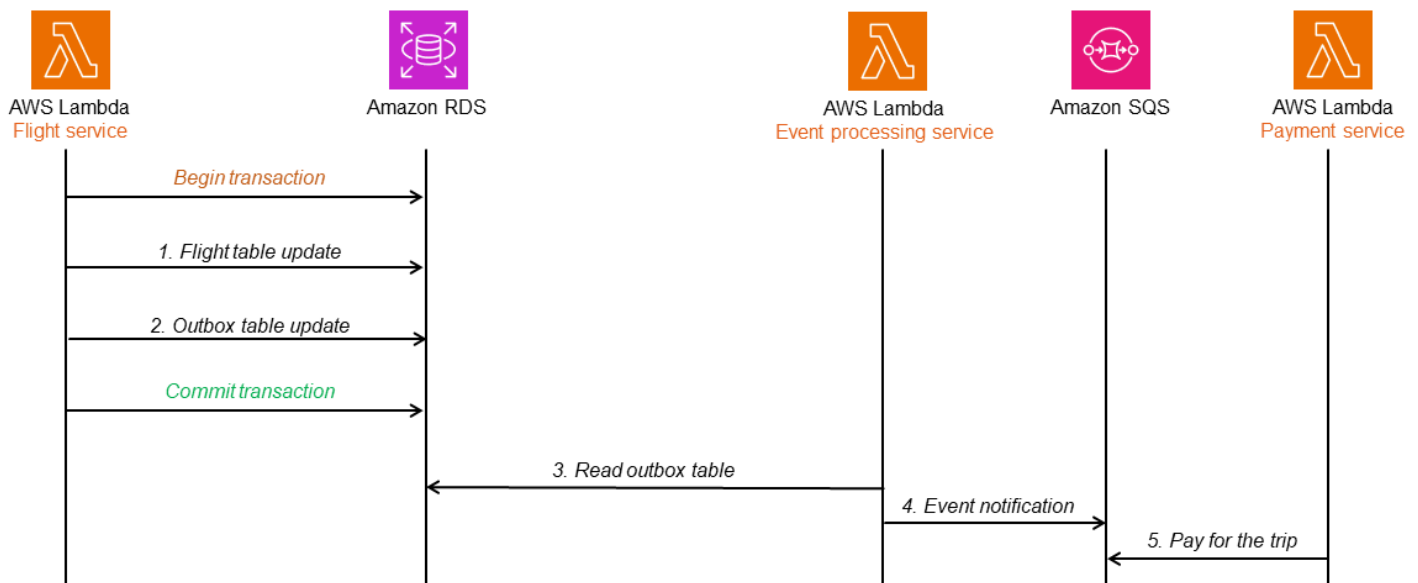 AWS Lambda
Flight service
Amazon RDS
AWS Lambda
Event processing service
Amazon SQS
AWS Lambda
Payment service
Begin transaction
1. Flight table update
2. Outbox table update
Commit transaction
3. Read outbox table
4. Event notification
5. Pay for the trip